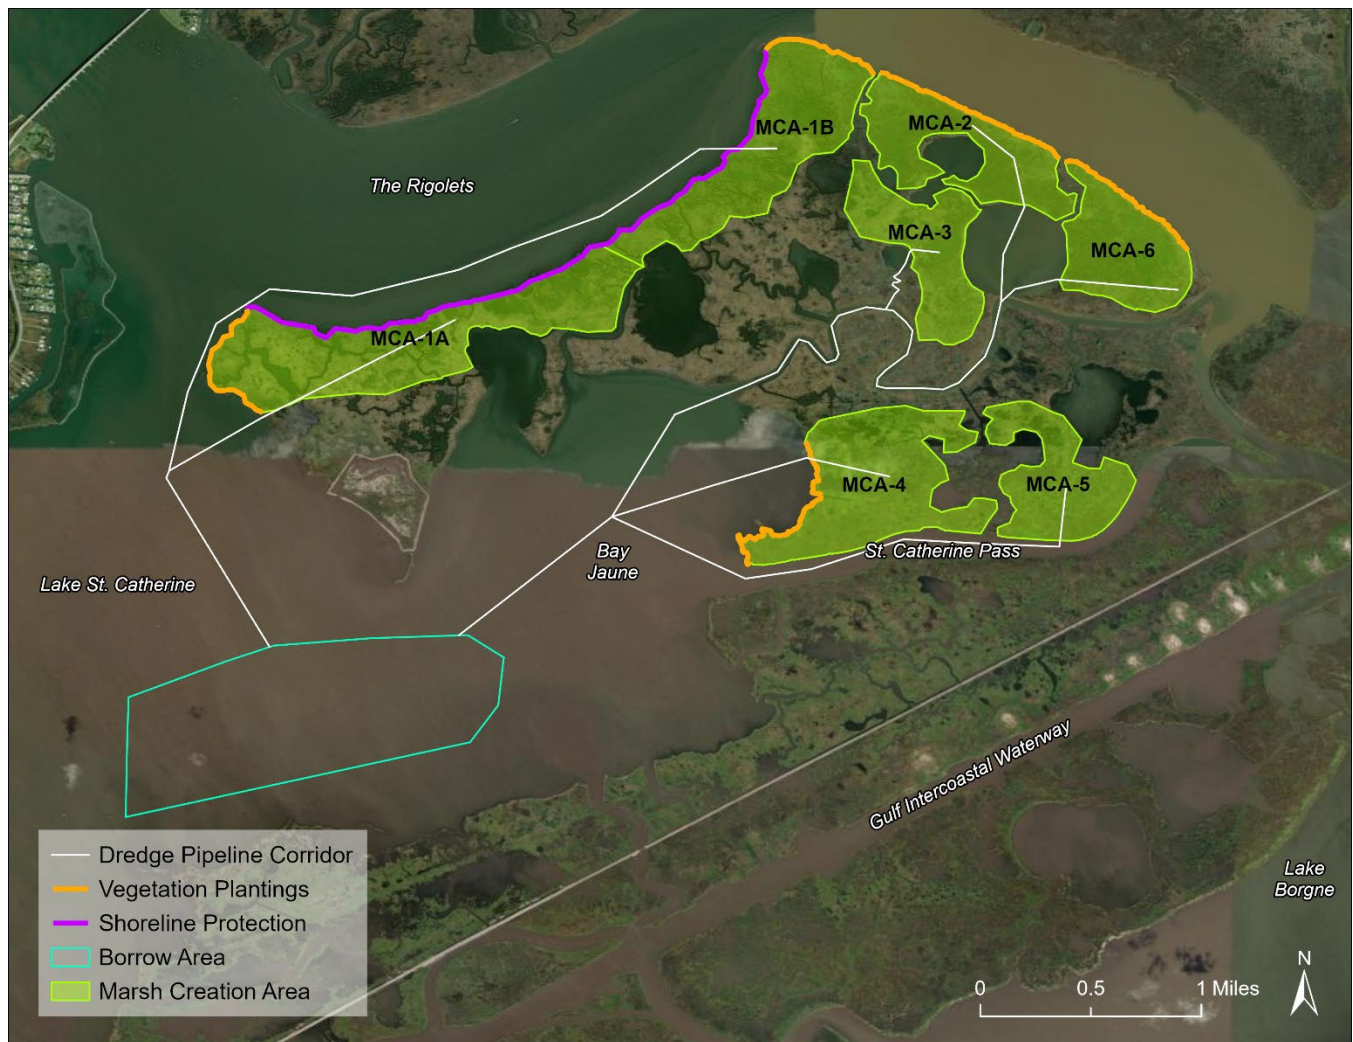 MCA-1B
MCA-2
The Rigolets
MCA-3
MCA-6
MCA-1A
MCA-4
MCA-5
Bay
Jaune
St. Catherine Pass
Lake St. Catherine
Gulf Intercoastal Waterway
Lake
Borgne
Dredge Pipeline Corridor
Vegetation Plantings
Shoreline Protection
Borrow Area
Marsh Creation Area
N
0 0.5 1 Miles